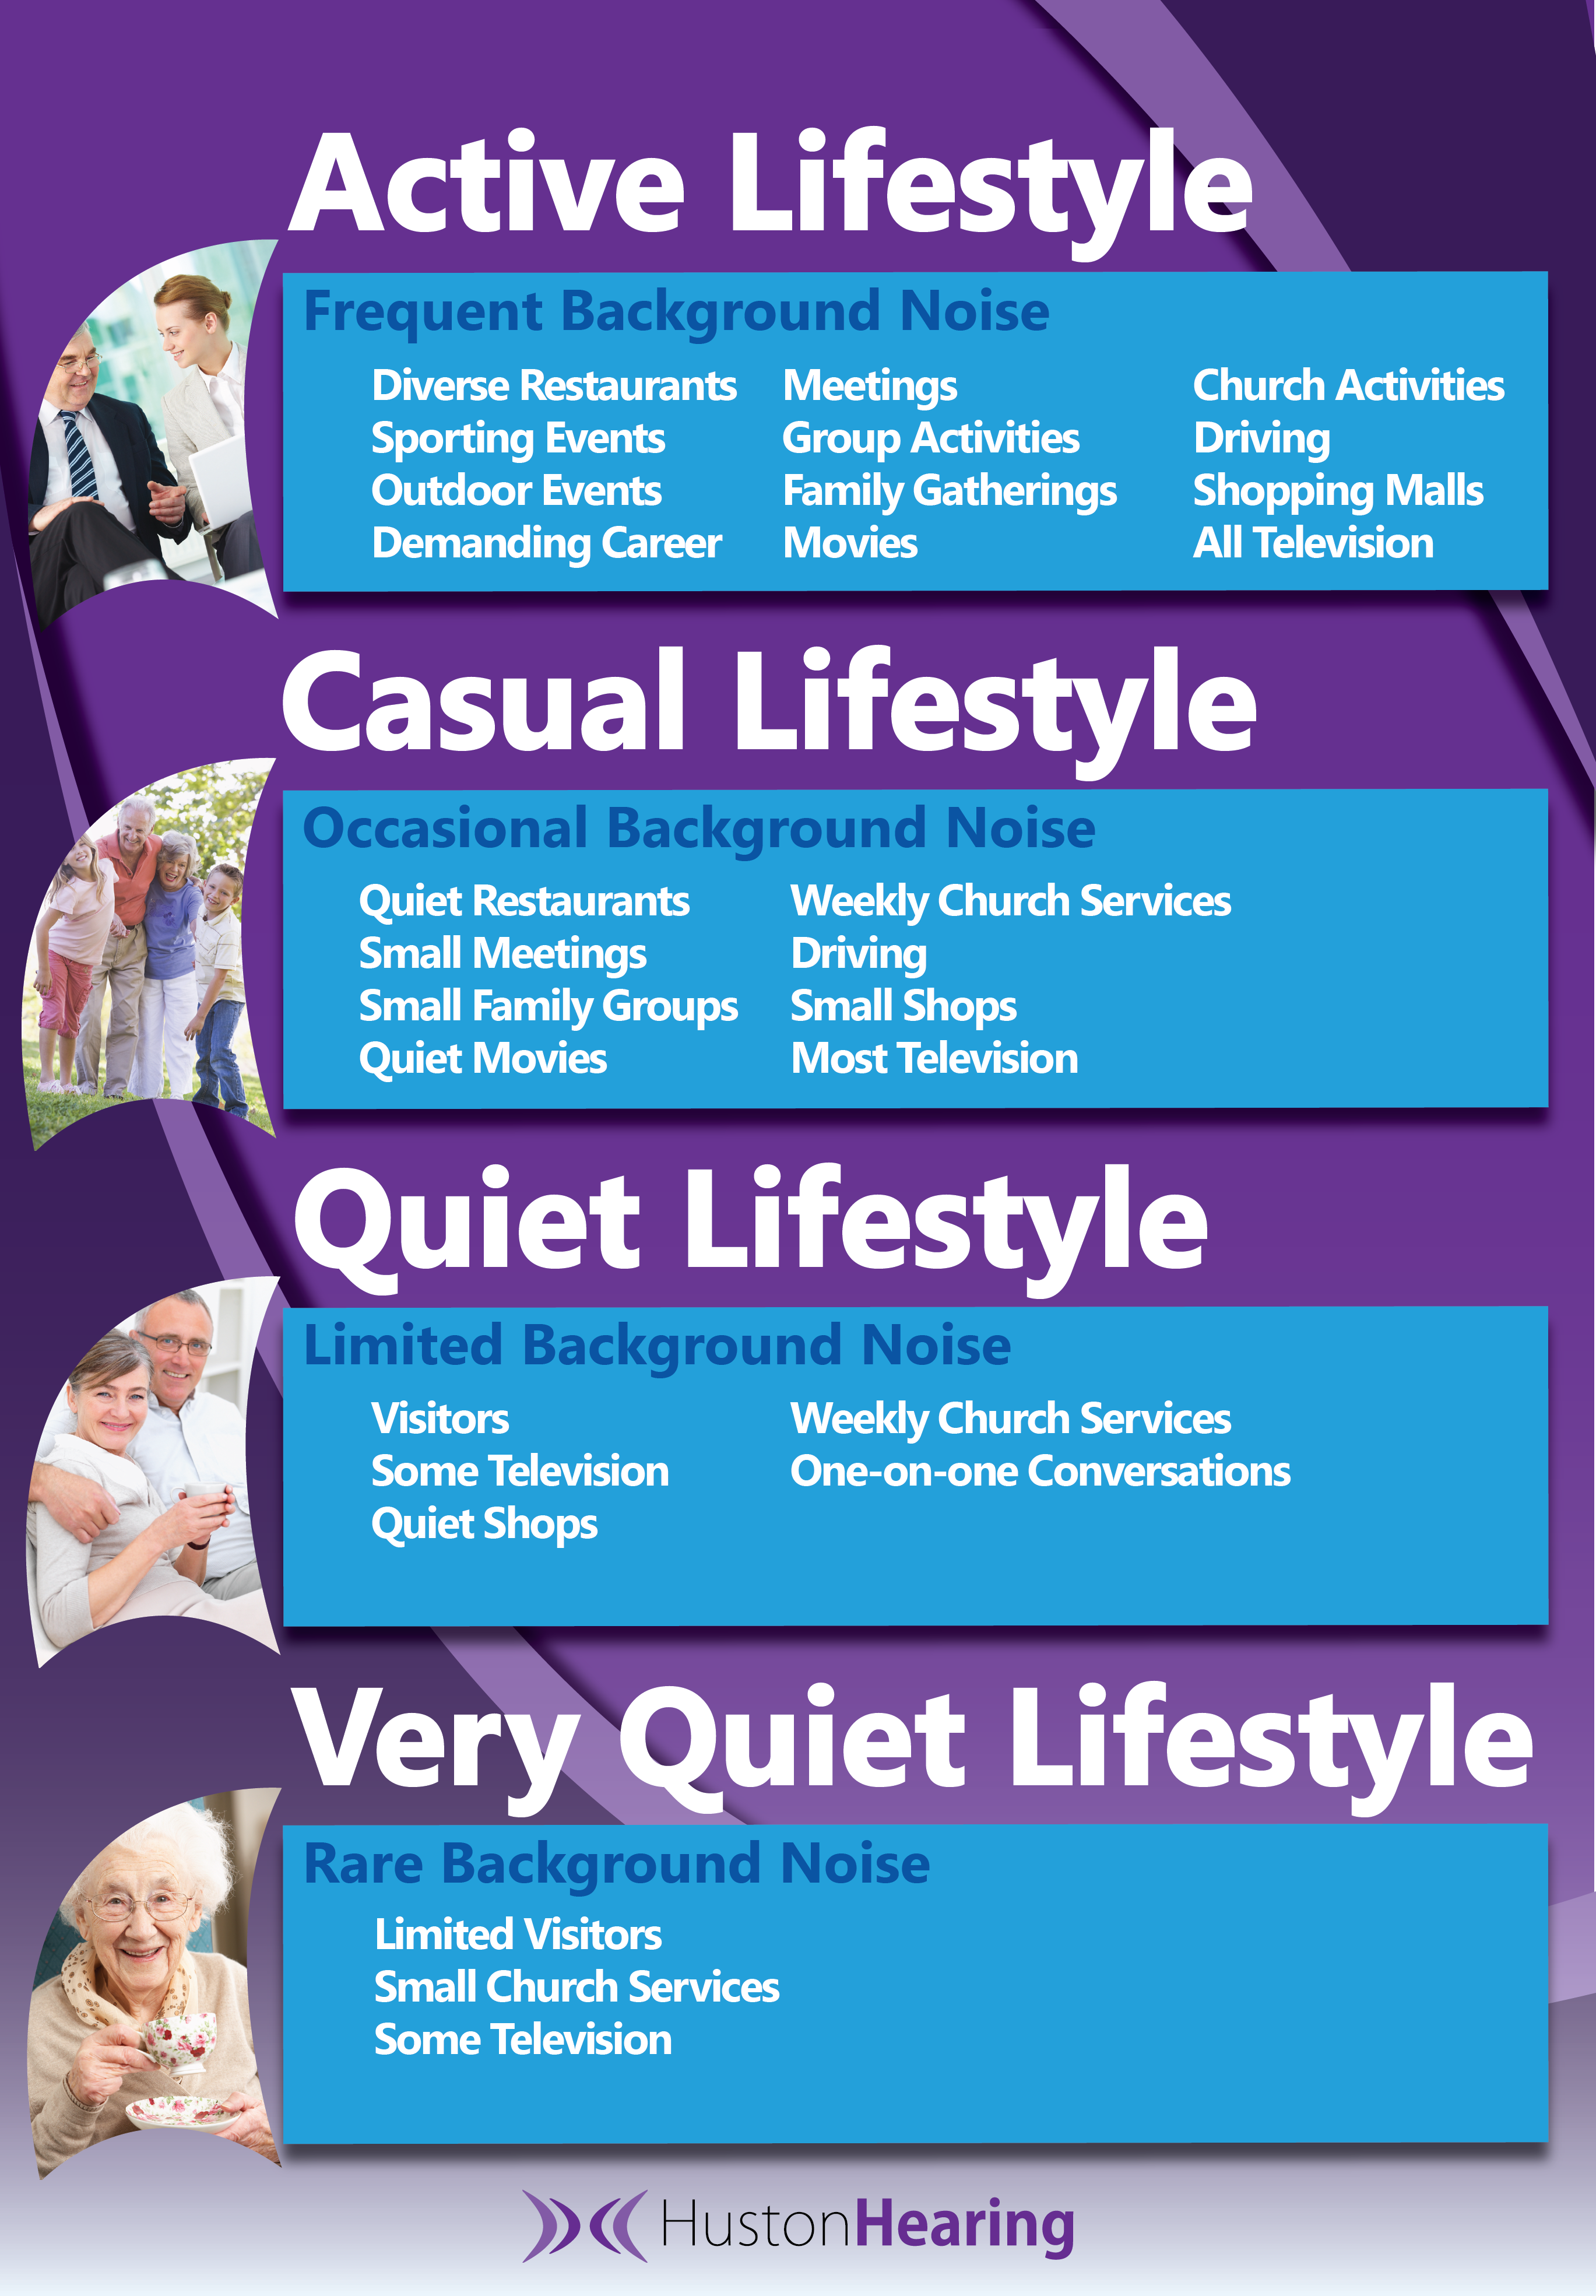 Active Lifestyle
Frequent Background Noise
Diverse Restaurants
Sporting Events
Outdoor Events
Demanding Career
Meetings
Group Activities
Family Gatherings
Movies
Church Activities
Driving
Shopping Malls
All Television
Casual Lifestyle
Occasional Background Noise
Quiet Restaurants
Small Meetings
Small Family Groups
Quiet Movies
Weekly Church Services
Driving
Small Shops
Most Television
Quiet Lifestyle
Limited Background Noise
Visitors
Some Television
Quiet Shops
Weekly Church Services
One-on-one Conversations
Very Quiet Lifestyle
Rare Background Noise
Limited Visitors
Small Church Services
Some Television
HustonHearing